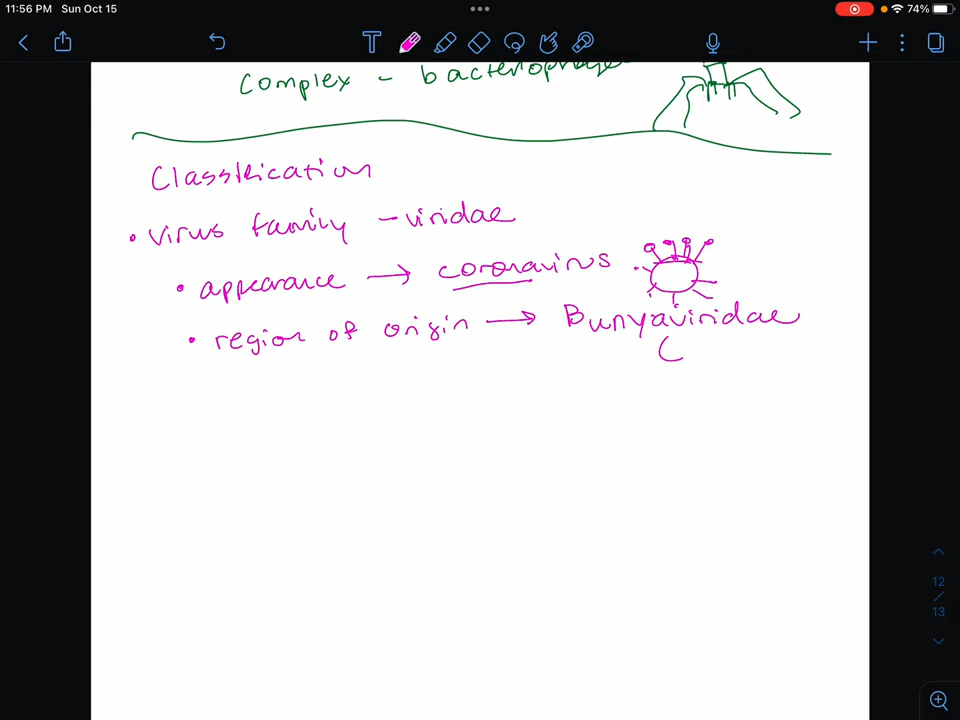 11:56 PM Sun Oct 15
74%
T
Complex - bacteriophage
Classification
• virus family -viridae
• appearance → coronavirus
• region of origin → Bunyaviridae
(
12
/
13